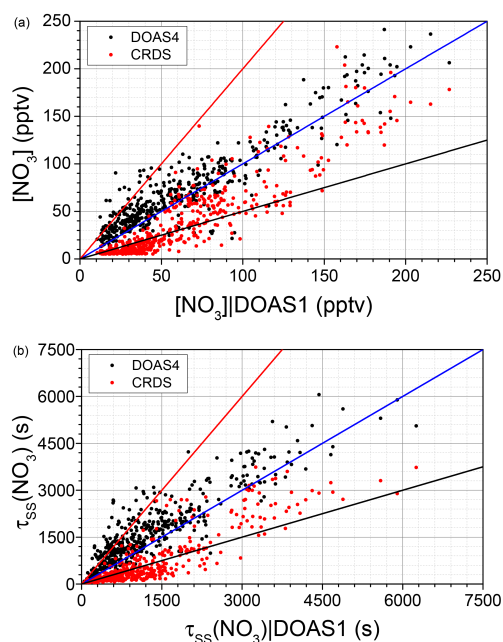 (a)
250
200
150
100
50
0
DOAS4
CRDS
[NO3] (pptv)
0 50 100 150 200 250
[NO3]|DOAS1 (pptv)
(b)
7500
6000
4500
3000
1500
0
DOAS4
CRDS
τSS(NO3) (s)
0 1500 3000 4500 6000 7500
τSS(NO3)|DOAS1 (s)